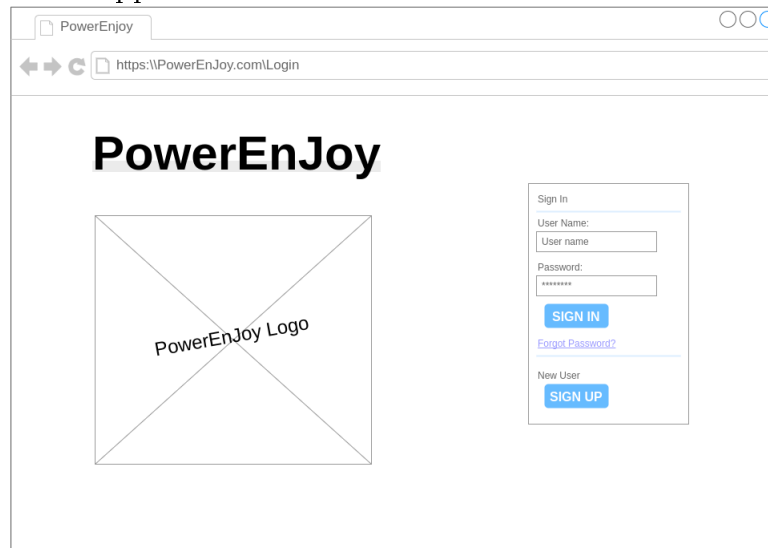 PowerEnjoy
https:\\PowerEnJoy.com\Login
PowerEnJoy
PowerEnJoy Logo
Sign In
User Name:
User name
Password:
********
SIGN IN
Forgot Password?
New User
SIGN UP